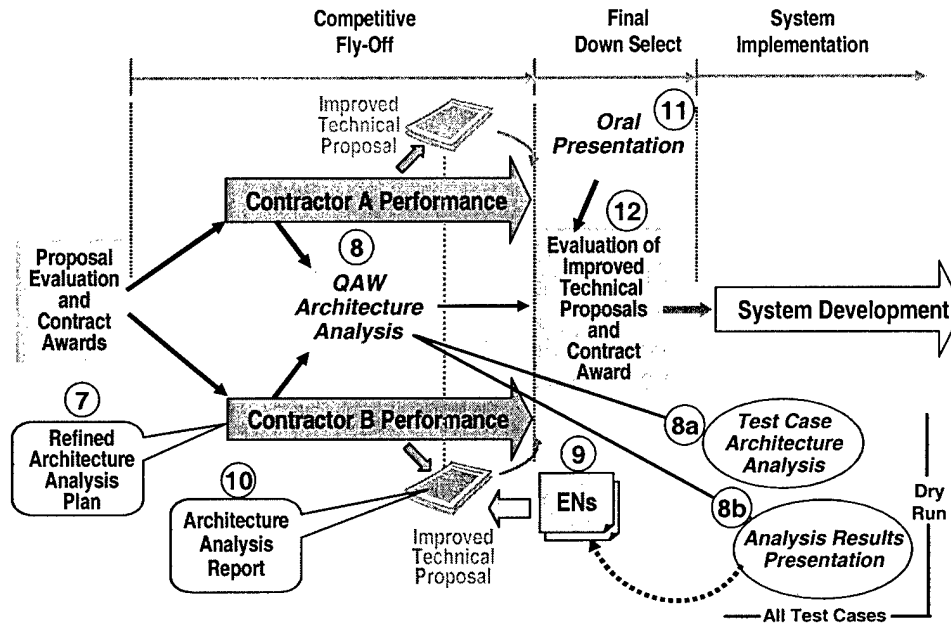 Competitive
Fly-Off
Final
Down Select
System
Implementation
Improved
Technical
Proposal
11
Oral
Presentation
Contractor A Performance
12
8
Proposal
Evaluation
and
Contract
Awards
QAW
Architecture
Analysis
Evaluation of
Improved
Technical
Proposals
and
Contract
Award
System Development
7
Contractor B Performance
Refined
Architecture
Analysis
Plan
8a
Test Case
Architecture
Analysis
9
10
ENs
8b
Dry
Run
Architecture
Analysis
Report
Improved
Technical
Proposal
Analysis Results
Presentation
All Test Cases